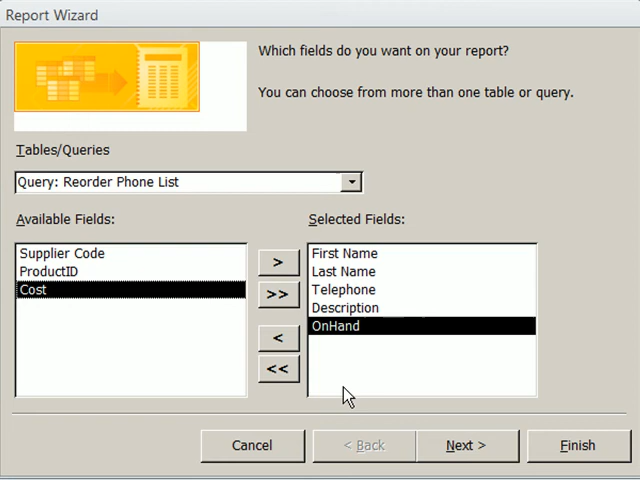 Report Wizard
Which fields do you want on your report?
You can choose from more than one table or query.
Tables/Queries
Query: Reorder Phone List
Available Fields:
Selected Fields:
Supplier Code
ProductID
Cost
>
>>
<
<<
First Name
Last Name
Telephone
Description
OnHand
Cancel
< Back
Next >
Finish